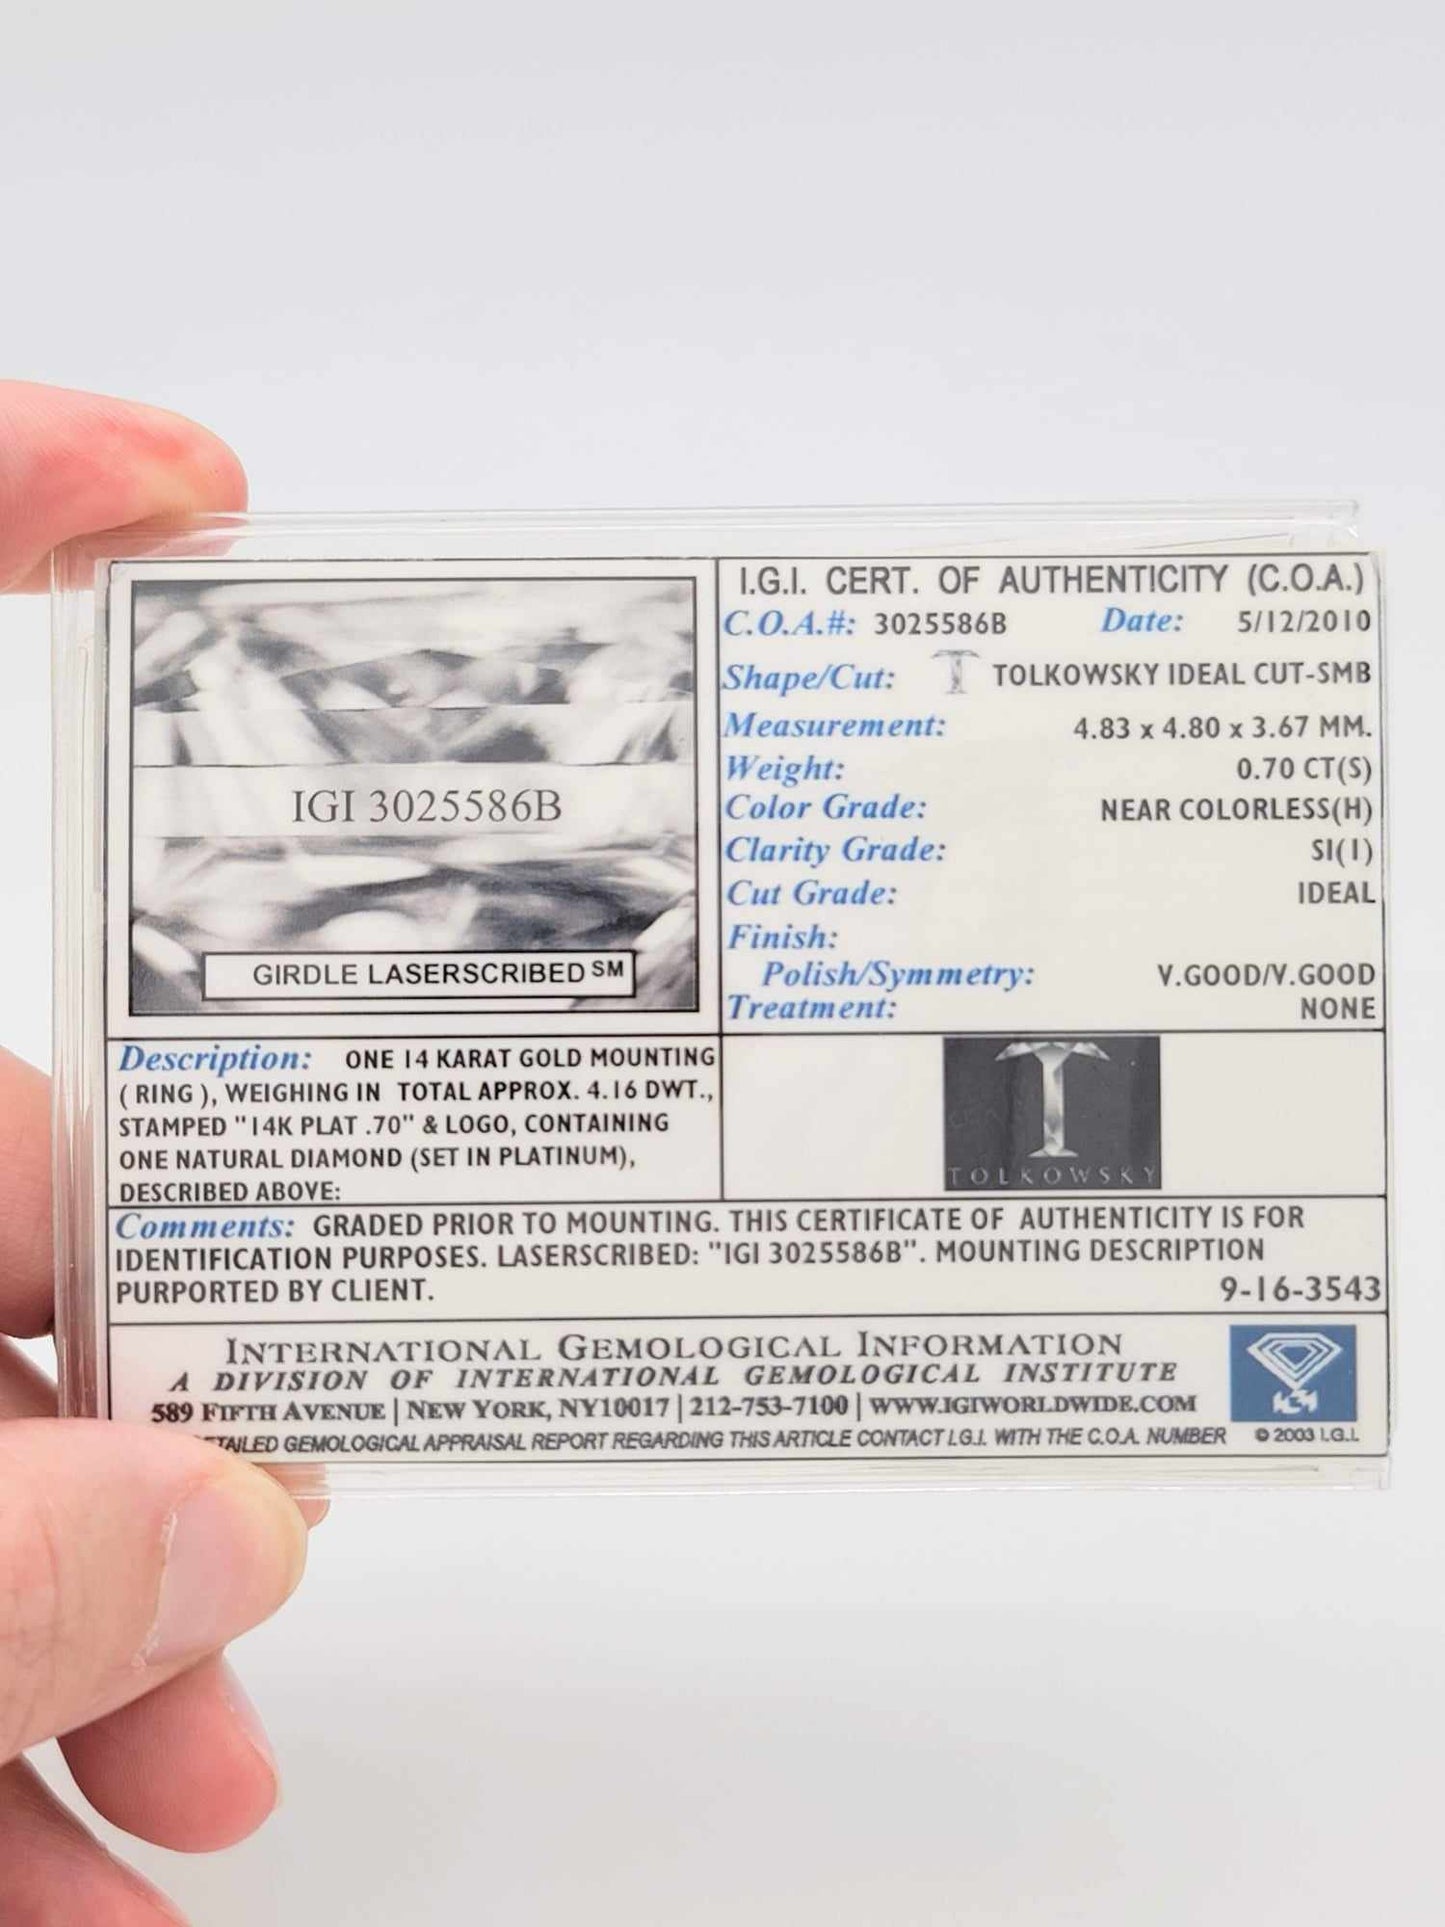 IGI 3025586B
GIRDLE LASERSCRIBED SM
I.G.I. CERT. OF AUTHENTICITY (C.O.A.)
C.O.A.#: 3025586B Date: 5/12/2010
Shape/Cut: T TOLKOWSKY IDEAL CUT-SMB
Measurement: 4.83 x 4.80 x 3.67 MM.
Weight: 0.70 CT(S)
Color Grade: NEAR COLORLESS(H)
Clarity Grade: SI(1)
Cut Grade: IDEAL
Finish:
Polish/Symmetry: V.GOOD/V.GOOD
Treatment: NONE
Description: ONE 14 KARAT GOLD MOUNTING
( RING ), WEIGHING IN TOTAL APPROX. 4.16 DWT.,
STAMPED "14K PLAT .70" & LOGO, CONTAINING
ONE NATURAL DIAMOND (SET IN PLATINUM),
DESCRIBED ABOVE:
T
TOLKOWSKY
Comments: GRADED PRIOR TO MOUNTING. THIS CERTIFICATE OF AUTHENTICITY IS FOR
IDENTIFICATION PURPOSES. LASERSCRIBED: "IGI 3025586B". MOUNTING DESCRIPTION
PURPORTED BY CLIENT. 9-16-3543
INTERNATIONAL GEMOLOGICAL INFORMATION
A DIVISION OF INTERNATIONAL GEMOLOGICAL INSTITUTE
589 FIFTH AVENUE | NEW YORK, NY10017 | 212-753-7100 | WWW.IGIWORLDWIDE.COM
GEMOLOGICAL APPRAISAL REPORT REGARDING THIS ARTICLE CONTACT I.G.I. WITH THE C.O.A. NUMBER © 2003 I.G.I.